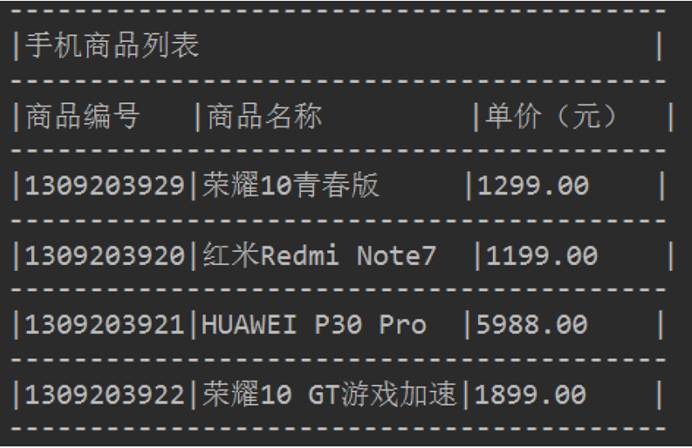 -----------------------------------------
|手机商品列表                            |
-----------------------------------------
|商品编号   |商品名称         |单价（元）  |
-----------------------------------------
|1309203929|荣耀10青春版     |1299.00    |
-----------------------------------------
|1309203920|红米Redmi Note7  |1199.00    |
-----------------------------------------
|1309203921|HUAWEI P30 Pro  |5988.00    |
-----------------------------------------
|1309203922|荣耀10 GT游戏加速|1899.00    |
-----------------------------------------